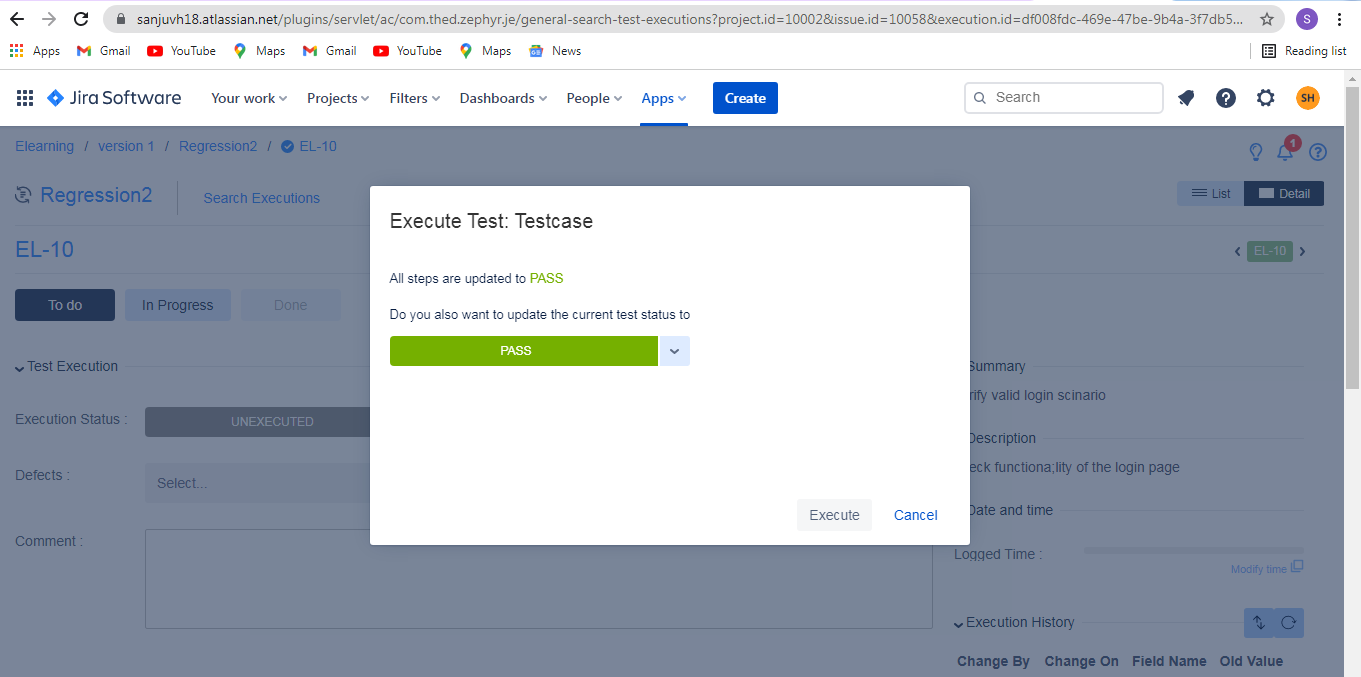 sanjuvh18.atlassian.net/plugins/servlet/ac/com.thed.zephyr.je/general-search-test-executions?project.id=10002&issue.id=10058&execution.id=df008fdc-469e-47be-9b4a-3f7db5... S
Apps Gmail YouTube Maps Gmail YouTube Maps News Reading list
Jira Software Your work Projects Filters Dashboards People Apps Create Search SH
Elearning / version 1 / Regression2 / EL-10 1
Regression2 Search Executions List Detail
EL-10 EL-10
To do In Progress Done
Execute Test: Testcase
All steps are updated to PASS
Do you also want to update the current test status to
PASS
Execute Cancel
Test Execution
Execution Status : UNEXECUTED
Defects : Select...
Comment :
Summary
rify valid login scinario
Description
eck functiona;lity of the login page
Date and time
Logged Time :
Modify time
Execution History
Change By Change On Field Name Old Value